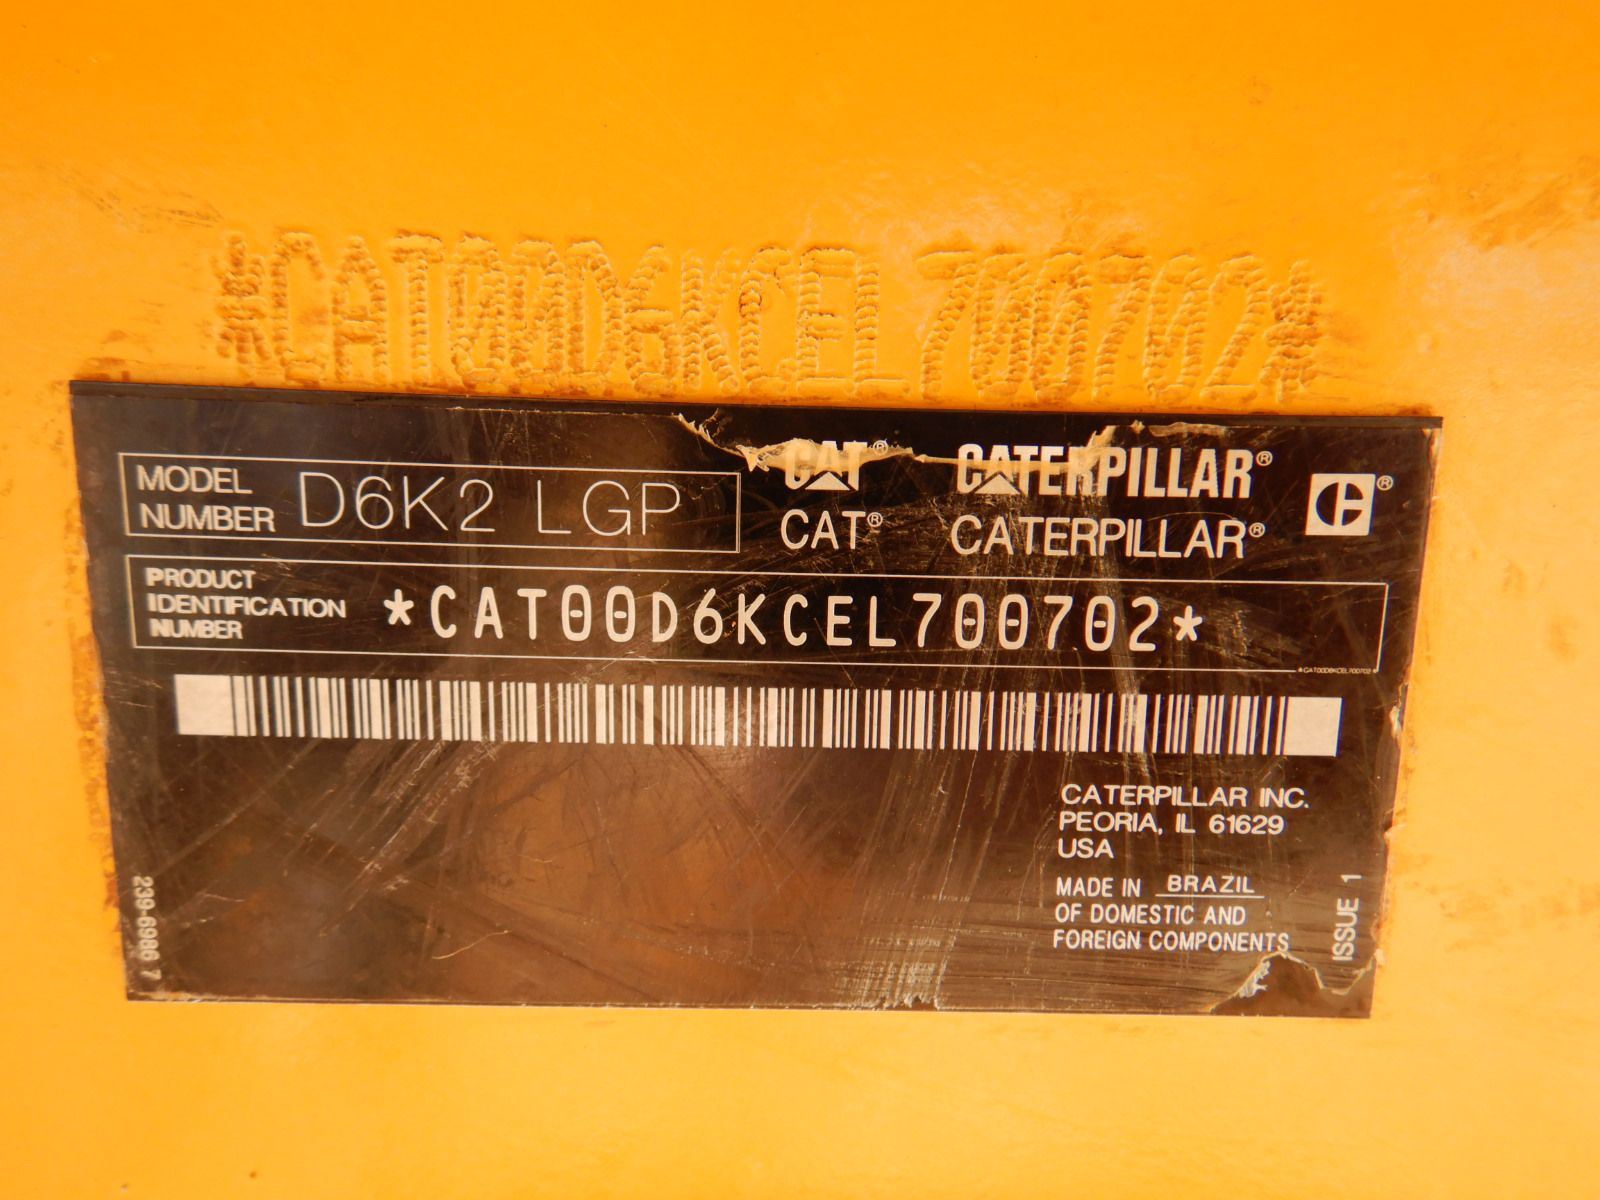 *CAT00D6KCEL700702*
MODEL NUMBER D6K2 LGP
CAT® CATERPILLAR® ®
CAT® CATERPILLAR®
PRODUCT
IDENTIFICATION
NUMBER
*CAT00D6KCEL700702*
*CAT00D6KCEL700702*
CATERPILLAR INC.
PEORIA, IL 61629
USA
MADE IN BRAZIL
OF DOMESTIC AND
FOREIGN COMPONENTS
239-6986 7
ISSUE 1